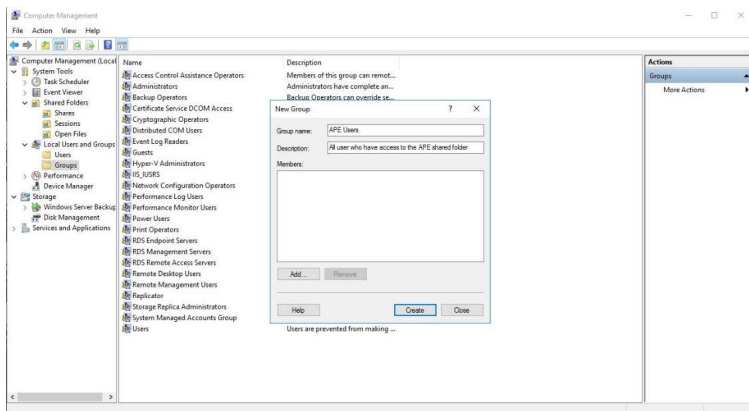 Computer Management
File Action View Help
Computer Management (Local
System Tools
Task Scheduler
Event Viewer
Shared Folders
Shares
Sessions
Open Files
Local Users and Groups
Users
Groups
Performance
Device Manager
Storage
Windows Server Backup
Disk Management
Services and Applications
Name Description
Access Control Assistance Operators Members of this group can remot...
Administrators Administrators have complete an...
Backup Operators Backup Operators can override se...
Certificate Service DCOM Access
Cryptographic Operators
Distributed COM Users
Event Log Readers
Guests
Hyper-V Administrators
IIS_IUSRS
Network Configuration Operators
Performance Log Users
Performance Monitor Users
Power Users
Print Operators
RDS Endpoint Servers
RDS Management Servers
RDS Remote Access Servers
Remote Desktop Users
Remote Management Users
Replicator
Storage Replica Administrators
System Managed Accounts Group
Users Users are prevented from making ...
New Group ?
Group name: APE Users
Description: All user who have access to the APE shared folder
Members:
Add... Remove
Help Create Close
Actions
Groups
More Actions